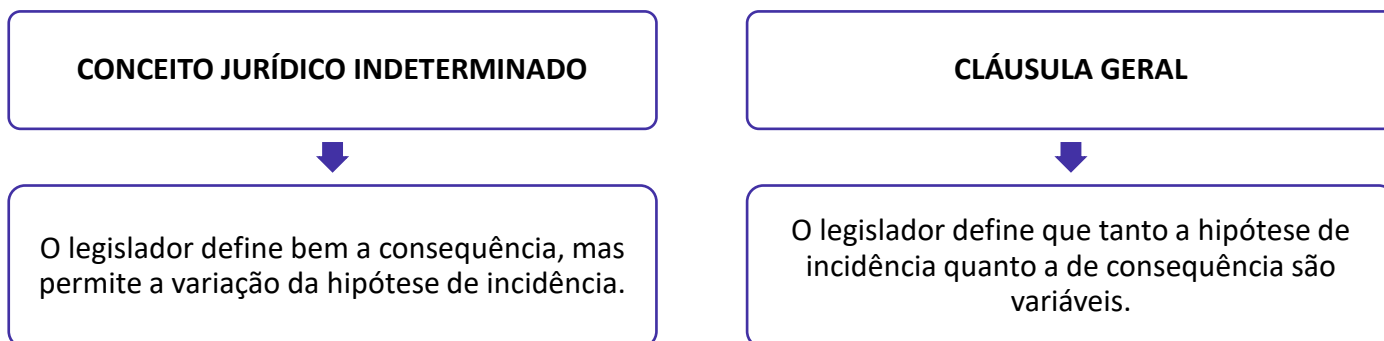 CONCEITO JURÍDICO INDETERMINADO
O legislador define bem a consequência, mas
permite a variação da hipótese de incidência.
CLÁUSULA GERAL
O legislador define que tanto a hipótese de
incidência quanto a de consequência são
variáveis.